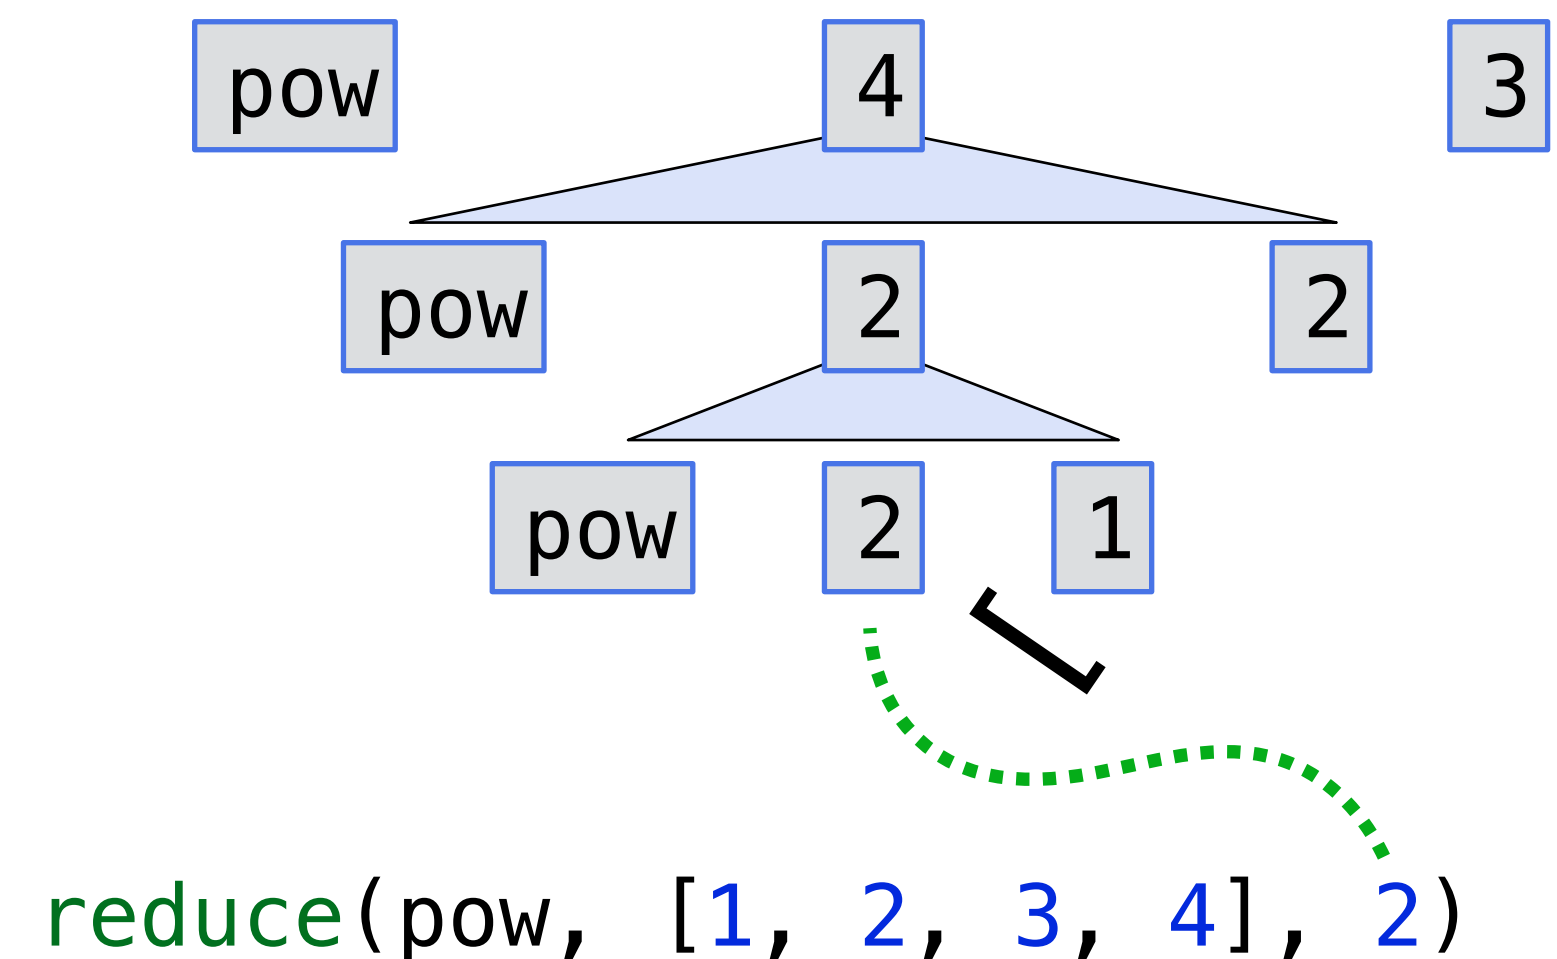 pow 4 3
pow 2 2
pow 2 1
reduce(pow, [1, 2, 3, 4], 2)